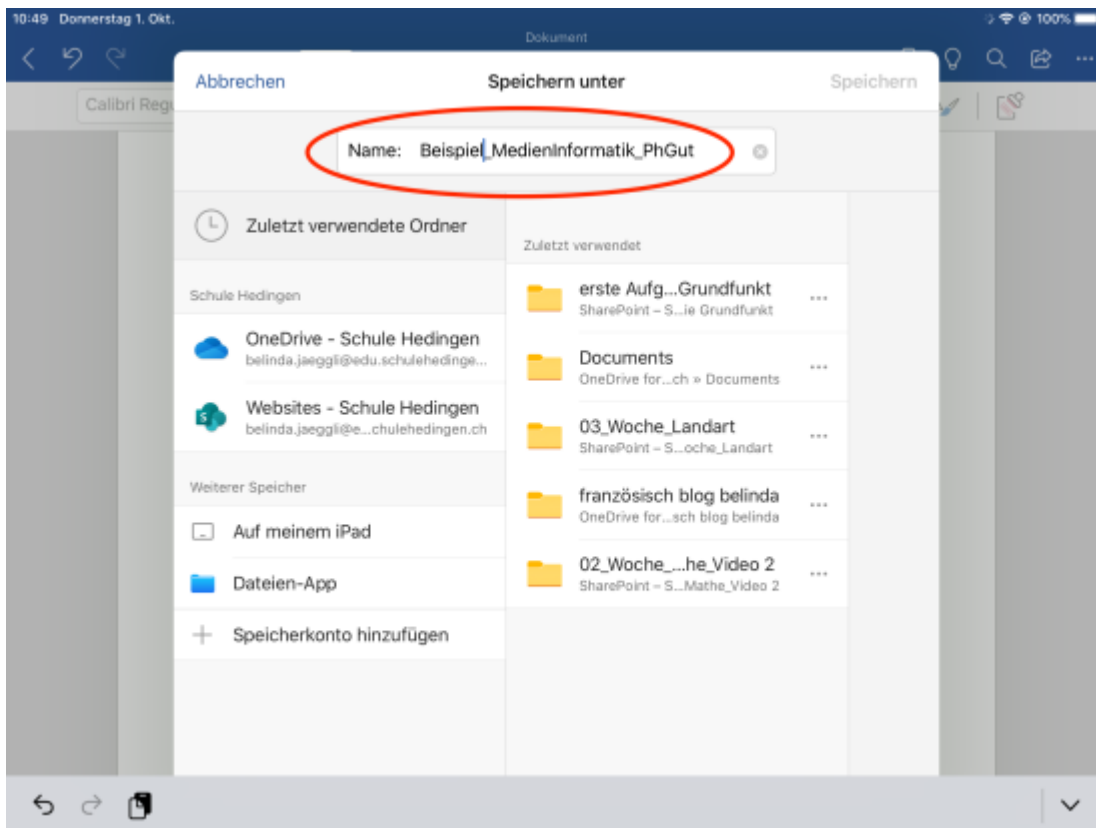 10:49 Donnerstag 1. Okt.
100%
Dokument
Abbrechen
Speichern unter
Speichern
Calibri Regu
Name: Beispiel_MedienInformatik_PhGut
Zuletzt verwendete Ordner
Schule Hedingen
OneDrive - Schule Hedingen
belinda.jaeggli@edu.schulehedinge...
Websites - Schule Hedingen
belinda.jaeggli@e...chulehedingen.ch
Weiterer Speicher
Auf meinem iPad
Dateien-App
Speicherkonto hinzufügen
Zuletzt verwendet
erste Aufg...Grundfunkt
SharePoint – S...ie Grundfunkt
Documents
OneDrive for...ch » Documents
03_Woche_Landart
SharePoint – S...oche_Landart
französisch blog belinda
OneDrive for...sch blog belinda
02_Woche_...he_Video 2
SharePoint – S...Mathe_Video 2